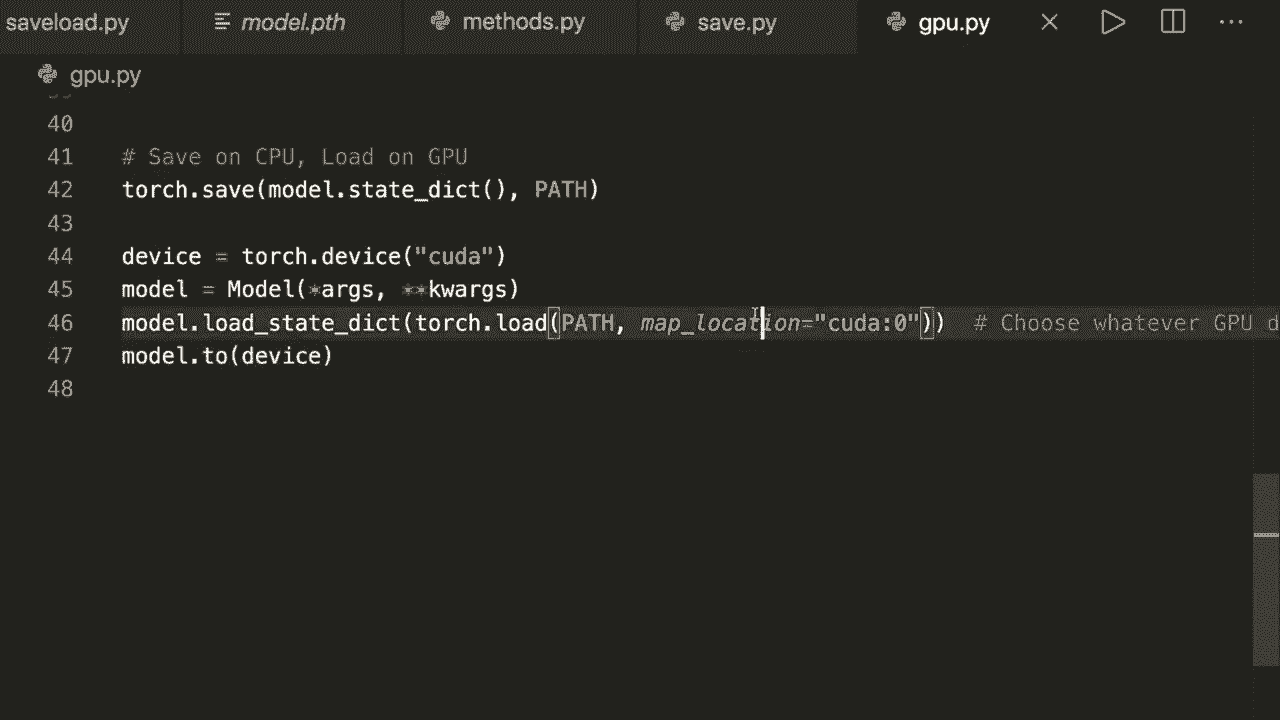 saveload.py model.pth methods.py save.py gpu.py
gpu.py
40
41 # Save on CPU, Load on GPU
42 torch.save(model.state_dict(), PATH)
43
44 device = torch.device("cuda")
45 model = Model(*args, **kwargs)
46 model.load_state_dict(torch.load(PATH, map_location="cuda:0")) # Choose whatever GPU d
47 model.to(device)
48